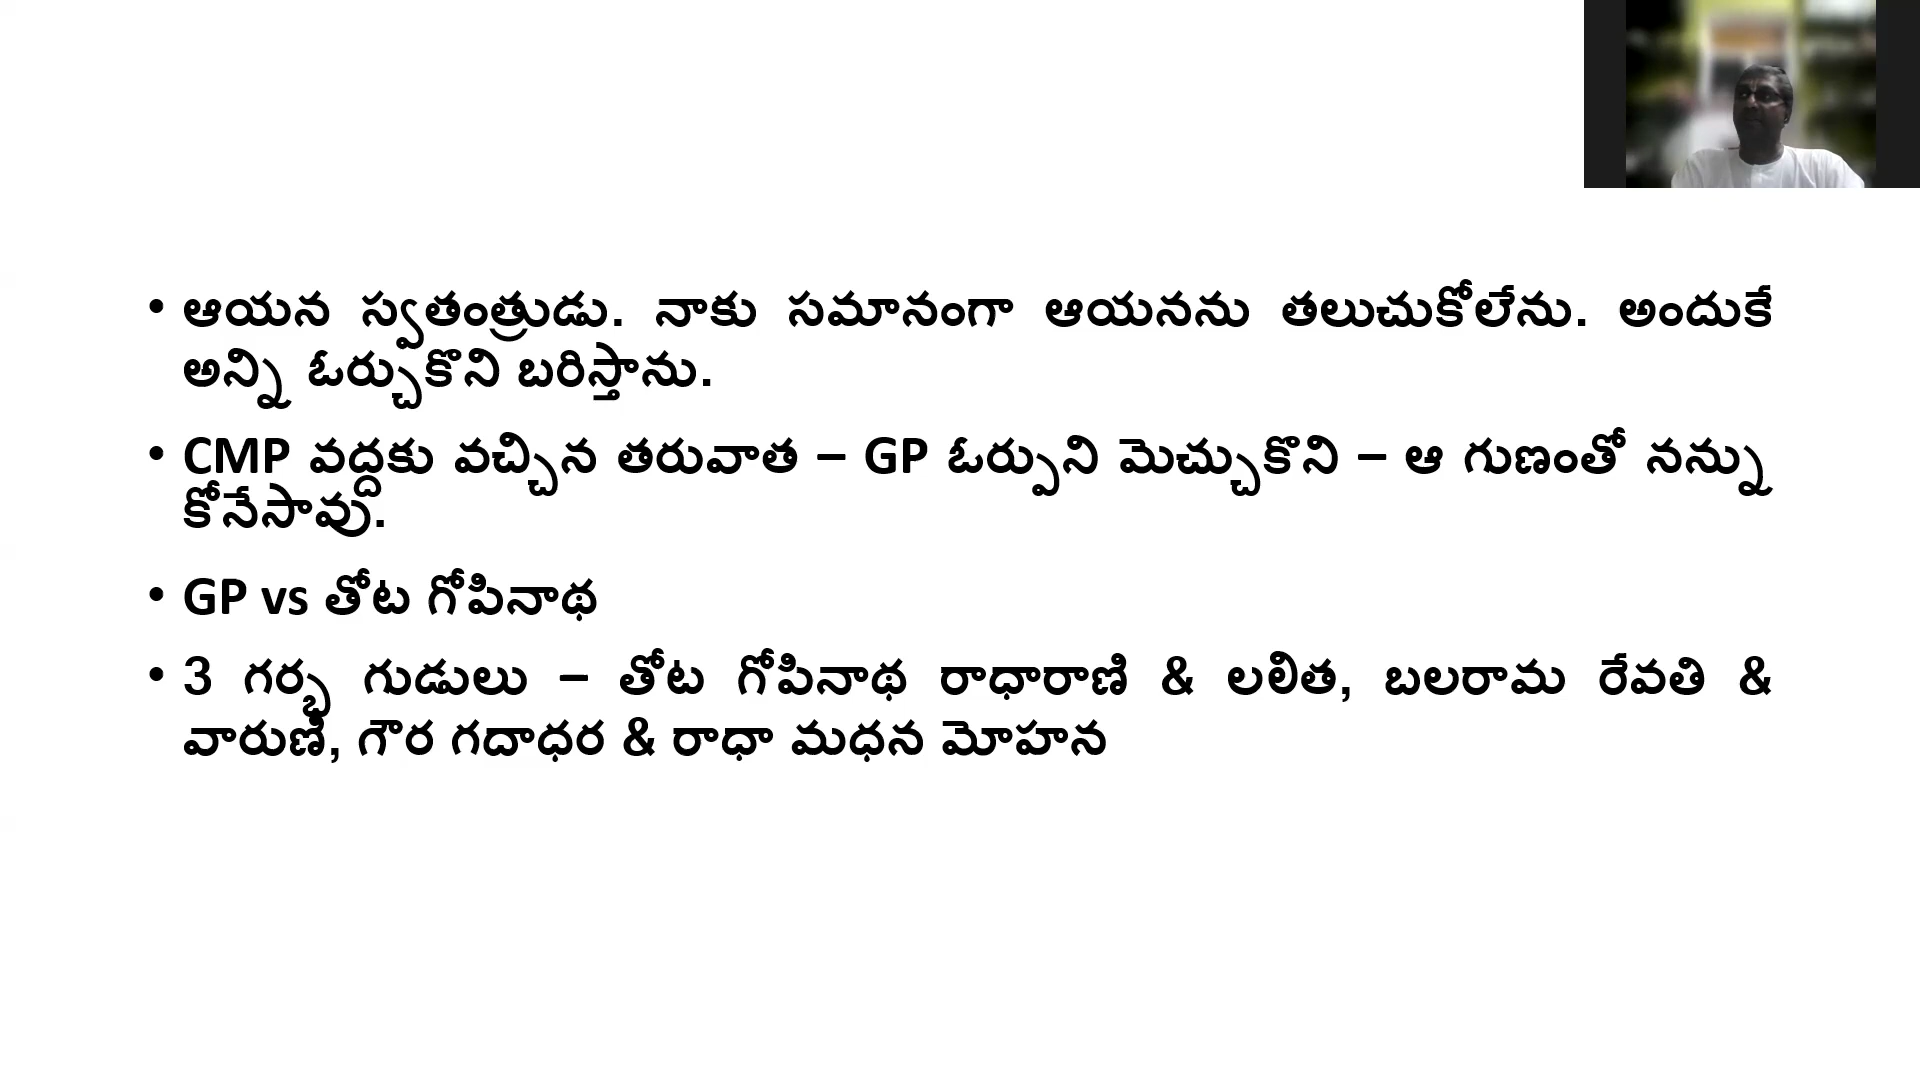 • ఆయన స్వతంత్రుడు. నాకు సమానంగా ఆయనను తలుచుకోలేను. అందుకే
అన్ని ఓర్చుకొని బరిస్తాను.
• CMP వద్దకు వచ్చిన తరువాత – GP ఓర్పుని మెచ్చుకొని – ఆ గుణంతో నన్ను
కోనేసావు.
• GP vs తోట గోపినాథ
• 3 గర్భ గుడులు – తోట గోపినాథ రాధారాణి & లలిత, బలరామ రేవతి &
వారుణి, గౌర గదాధర & రాధా మధన మోహన